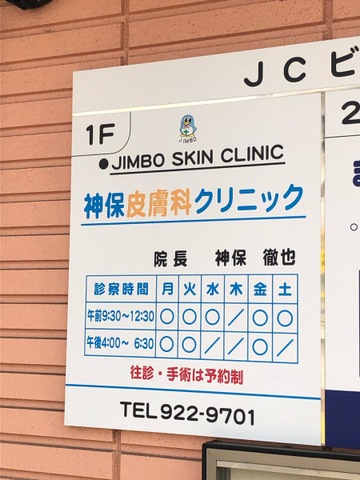 JCビ
1F
JIMBO
●JIMBO SKIN CLINIC
神保皮膚科クリニック
院長 神保 徹也
診察時間 月 火 水 木 金 土
午前9:30〜12:30 ○ ○ ○ ／ ○ ○
午後4:00〜 6:30 ○ ○ ／ ／ ○ ／
往診・手術は予約制
TEL 922-9701
2